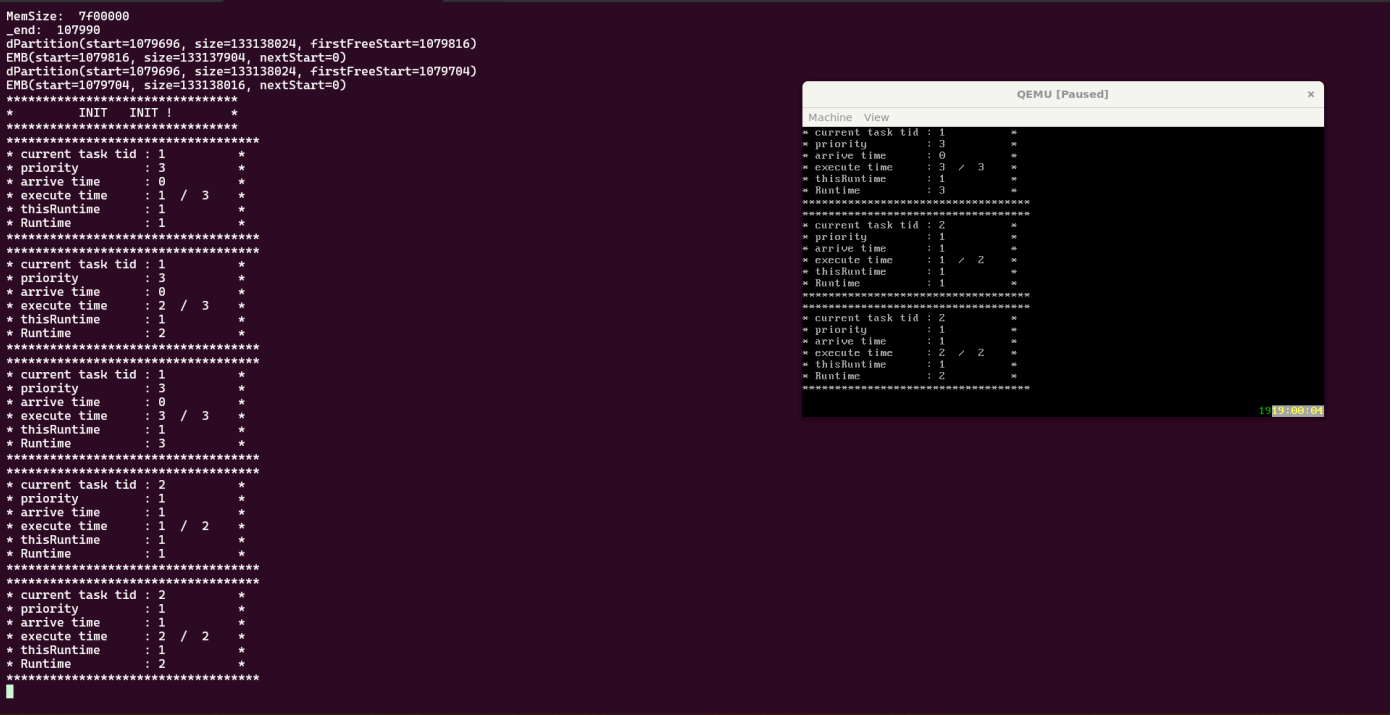 MemSize:  7f00000
_end:  107990
dPartition(start=1079696, size=133138024, firstFreeStart=1079816)
EMB(start=1079816, size=133137904, nextStart=0)
dPartition(start=1079696, size=133138024, firstFreeStart=1079704)
EMB(start=1079704, size=133138016, nextStart=0)
********************************
*         INIT   INIT !        *
********************************
***********************************
* current task tid : 1          *
* priority         : 3          *
* arrive time      : 0          *
* execute time     : 1  /  3    *
* thisRuntime      : 1          *
* Runtime          : 1          *
***********************************
***********************************
* current task tid : 1          *
* priority         : 3          *
* arrive time      : 0          *
* execute time     : 2  /  3    *
* thisRuntime      : 1          *
* Runtime          : 2          *
***********************************
***********************************
* current task tid : 1          *
* priority         : 3          *
* arrive time      : 0          *
* execute time     : 3  /  3    *
* thisRuntime      : 1          *
* Runtime          : 3          *
***********************************
***********************************
* current task tid : 2          *
* priority         : 1          *
* arrive time      : 1          *
* execute time     : 1  /  2    *
* thisRuntime      : 1          *
* Runtime          : 1          *
***********************************
***********************************
* current task tid : 2          *
* priority         : 1          *
* arrive time      : 1          *
* execute time     : 2  /  2    *
* thisRuntime      : 1          *
* Runtime          : 2          *
***********************************
QEMU [Paused] ×
Machine   View
* current task tid : 1          *
* priority         : 3          *
* arrive time      : 0          *
* execute time     : 3  /  3    *
* thisRuntime      : 1          *
* Runtime          : 3          *
***********************************
***********************************
* current task tid : 2          *
* priority         : 1          *
* arrive time      : 1          *
* execute time     : 1  /  2    *
* thisRuntime      : 1          *
* Runtime          : 1          *
***********************************
***********************************
* current task tid : 2          *
* priority         : 1          *
* arrive time      : 1          *
* execute time     : 2  /  2    *
* thisRuntime      : 1          *
* Runtime          : 2          *
***********************************
1919:00:04